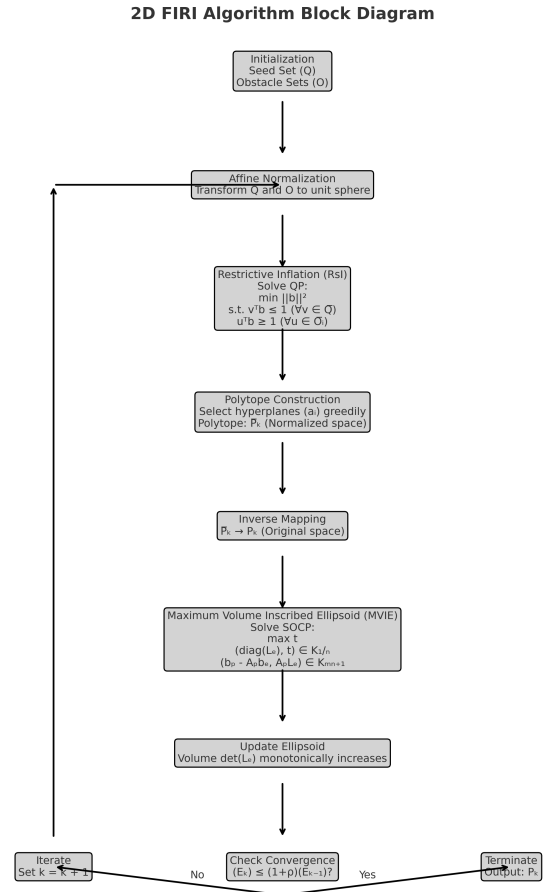 2D FIRI Algorithm Block Diagram
Initialization
Seed Set (Q)
Obstacle Sets (O)
Affine Normalization
Transform Q and O to unit sphere
Restrictive Inflation (RsI)
Solve QP:
min ||b||²
s.t. vᵀb ≤ 1 (∀v ∈ Q̄)
uᵀb ≥ 1 (∀u ∈ Ōᵢ)
Polytope Construction
Select hyperplanes (aᵢ) greedily
Polytope: P̄ₖ (Normalized space)
Inverse Mapping
P̄ₖ → Pₖ (Original space)
Maximum Volume Inscribed Ellipsoid (MVIE)
Solve SOCP:
max t
(diag(Lₑ), t) ∈ K₁/ₙ
(bₚ - Aₚbₑ, AₚLₑ) ∈ Kₘₙ₊₁
Update Ellipsoid
Volume det(Lₑ) monotonically increases
Iterate
Set k = k + 1
No
Check Convergence
(Eₖ) ≤ (1+ρ)(Eₖ₋₁)?
Yes
Terminate
Output: Pₖ